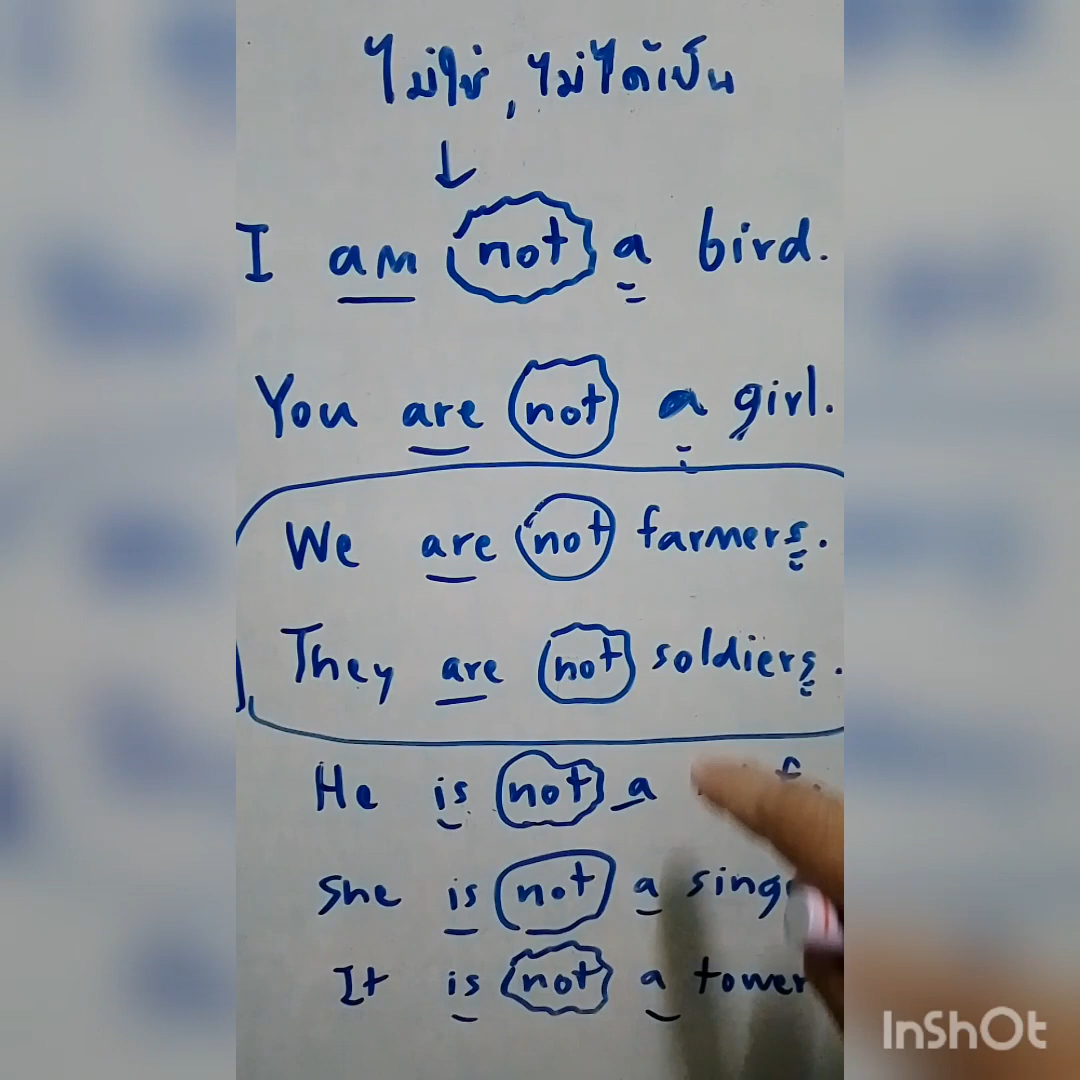 ไม่ใช่, ไม่ได้เป็น
I am not a bird.
You are not a girl.
We are not farmers.
They are not soldiers.
He is not a
She is not a
It is not a tower
InShOt